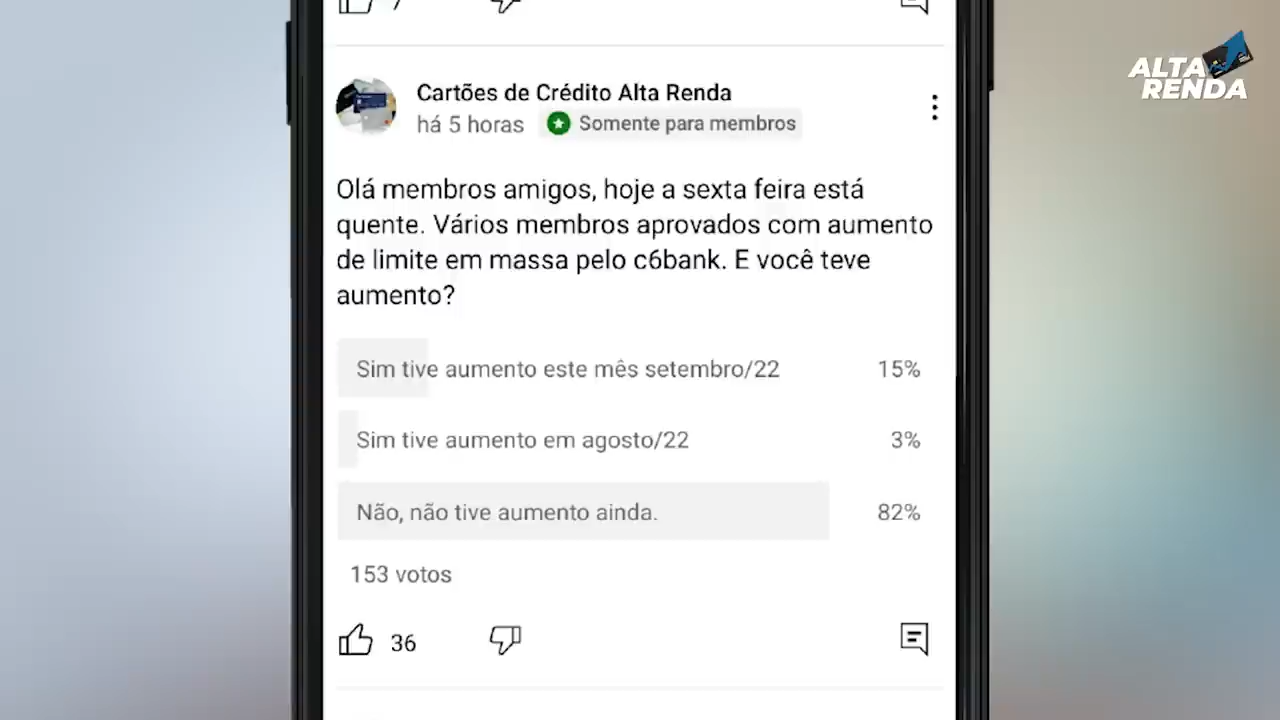 7
ALTA
RENDA
Cartões de Crédito Alta Renda
há 5 horas Somente para membros
Olá membros amigos, hoje a sexta feira está
quente. Vários membros aprovados com aumento
de limite em massa pelo c6bank. E você teve
aumento?
Sim tive aumento este mês setembro/22 15%
Sim tive aumento em agosto/22 3%
Não, não tive aumento ainda. 82%
153 votos
36